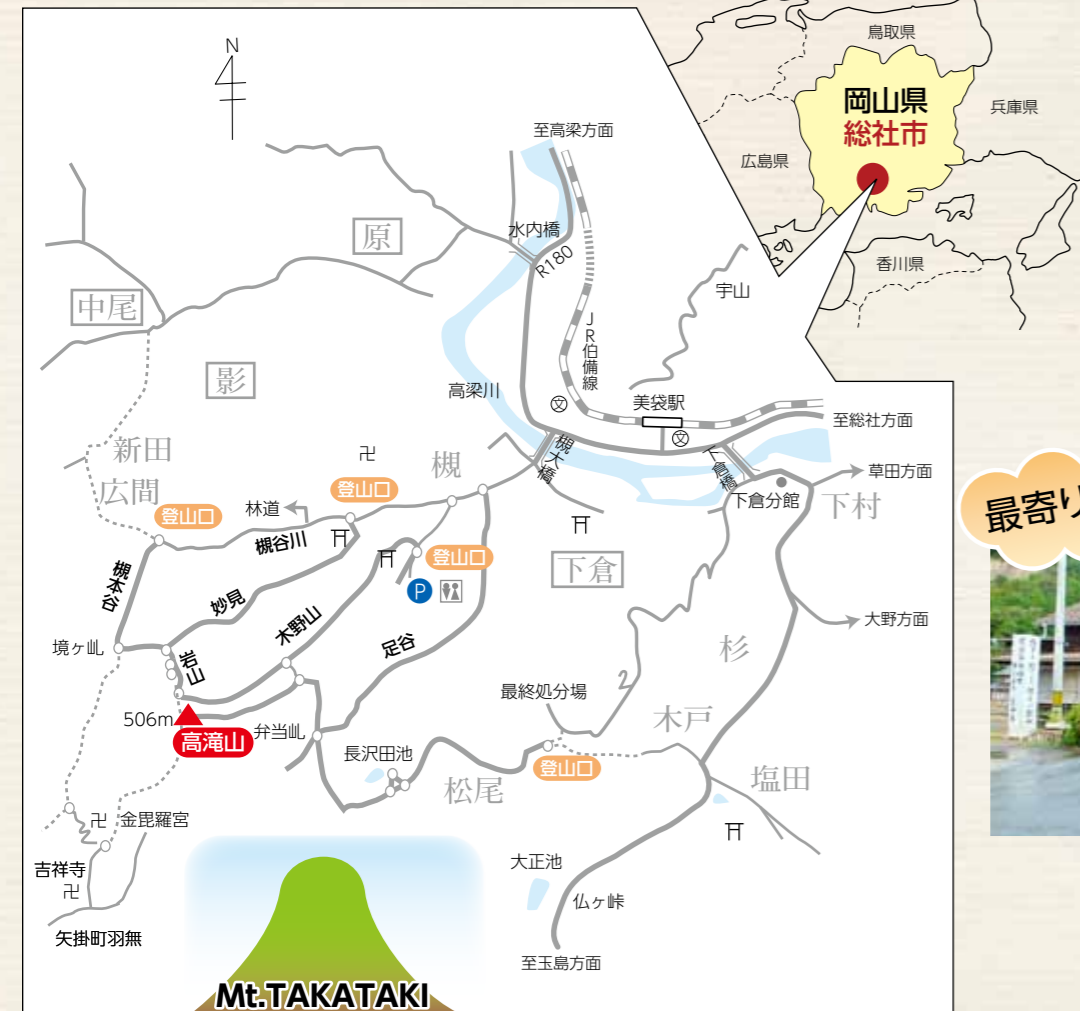 N
鳥取県
岡山県
総社市
兵庫県
広島県
香川県
至高梁方面
水内橋
R180
原
中尾
影
宇山
JR伯備線
高梁川
美袋駅
文
文
至総社方面
槻大橋
下倉橋
草田方面
下倉分館
下村
新田
広間
卍
槻
登山口
登山口
林道
槻谷川
登山口
P
下倉
大野方面
槻本谷
妙見
木野山
足谷
杉
境ヶ乢
岩山
最終処分場
木戸
506m
高滝山
弁当乢
長沢田池
登山口
松尾
塩田
卍
金毘羅宮
吉祥寺
卍
大正池
仏ヶ峠
矢掛町羽無
至玉島方面
Mt.TAKATAKI
最寄り